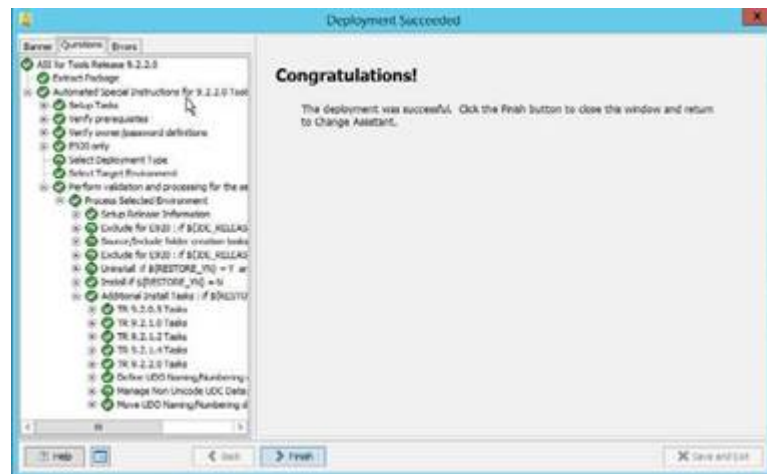 Deployment Succeeded
Banner
Questions
Errors
ASI for Tools Release 9.2.2.0
Extract Package
Automated Special Instructions for 9.2.2.0 Tool
Setup Tasks
Verify prerequisites
Verify owner/password definitions
E920 only
Select Deployment Type
Select Target Environment
Perform validation and processing for the se
Process Selected Environment
Setup Release Information
Exclude for E920 : if $(JDE_RELEAS
Source/Include folder creation tasks
Exclude for E920 : if $(JDE_RELEAS
Uninstall if $(RESTORE_YN) = Y ar
Install if $(RESTORE_YN) = N
Additional Install Tasks : if $(RESTO
TR 9.2.0.5 Tasks
TR 9.2.1.0 Tasks
TR 9.2.1.2 Tasks
TR 9.2.1.4 Tasks
TR 9.2.2.0 Tasks
Define UDO Naming/Numbering
Manage Non Unicode UDC Data
Move UDO Naming/Numbering d
Congratulations!
The deployment was successful. Click the Finish button to close this window and return
to Change Assistant.
Help
Back
Finish
Save and Exit